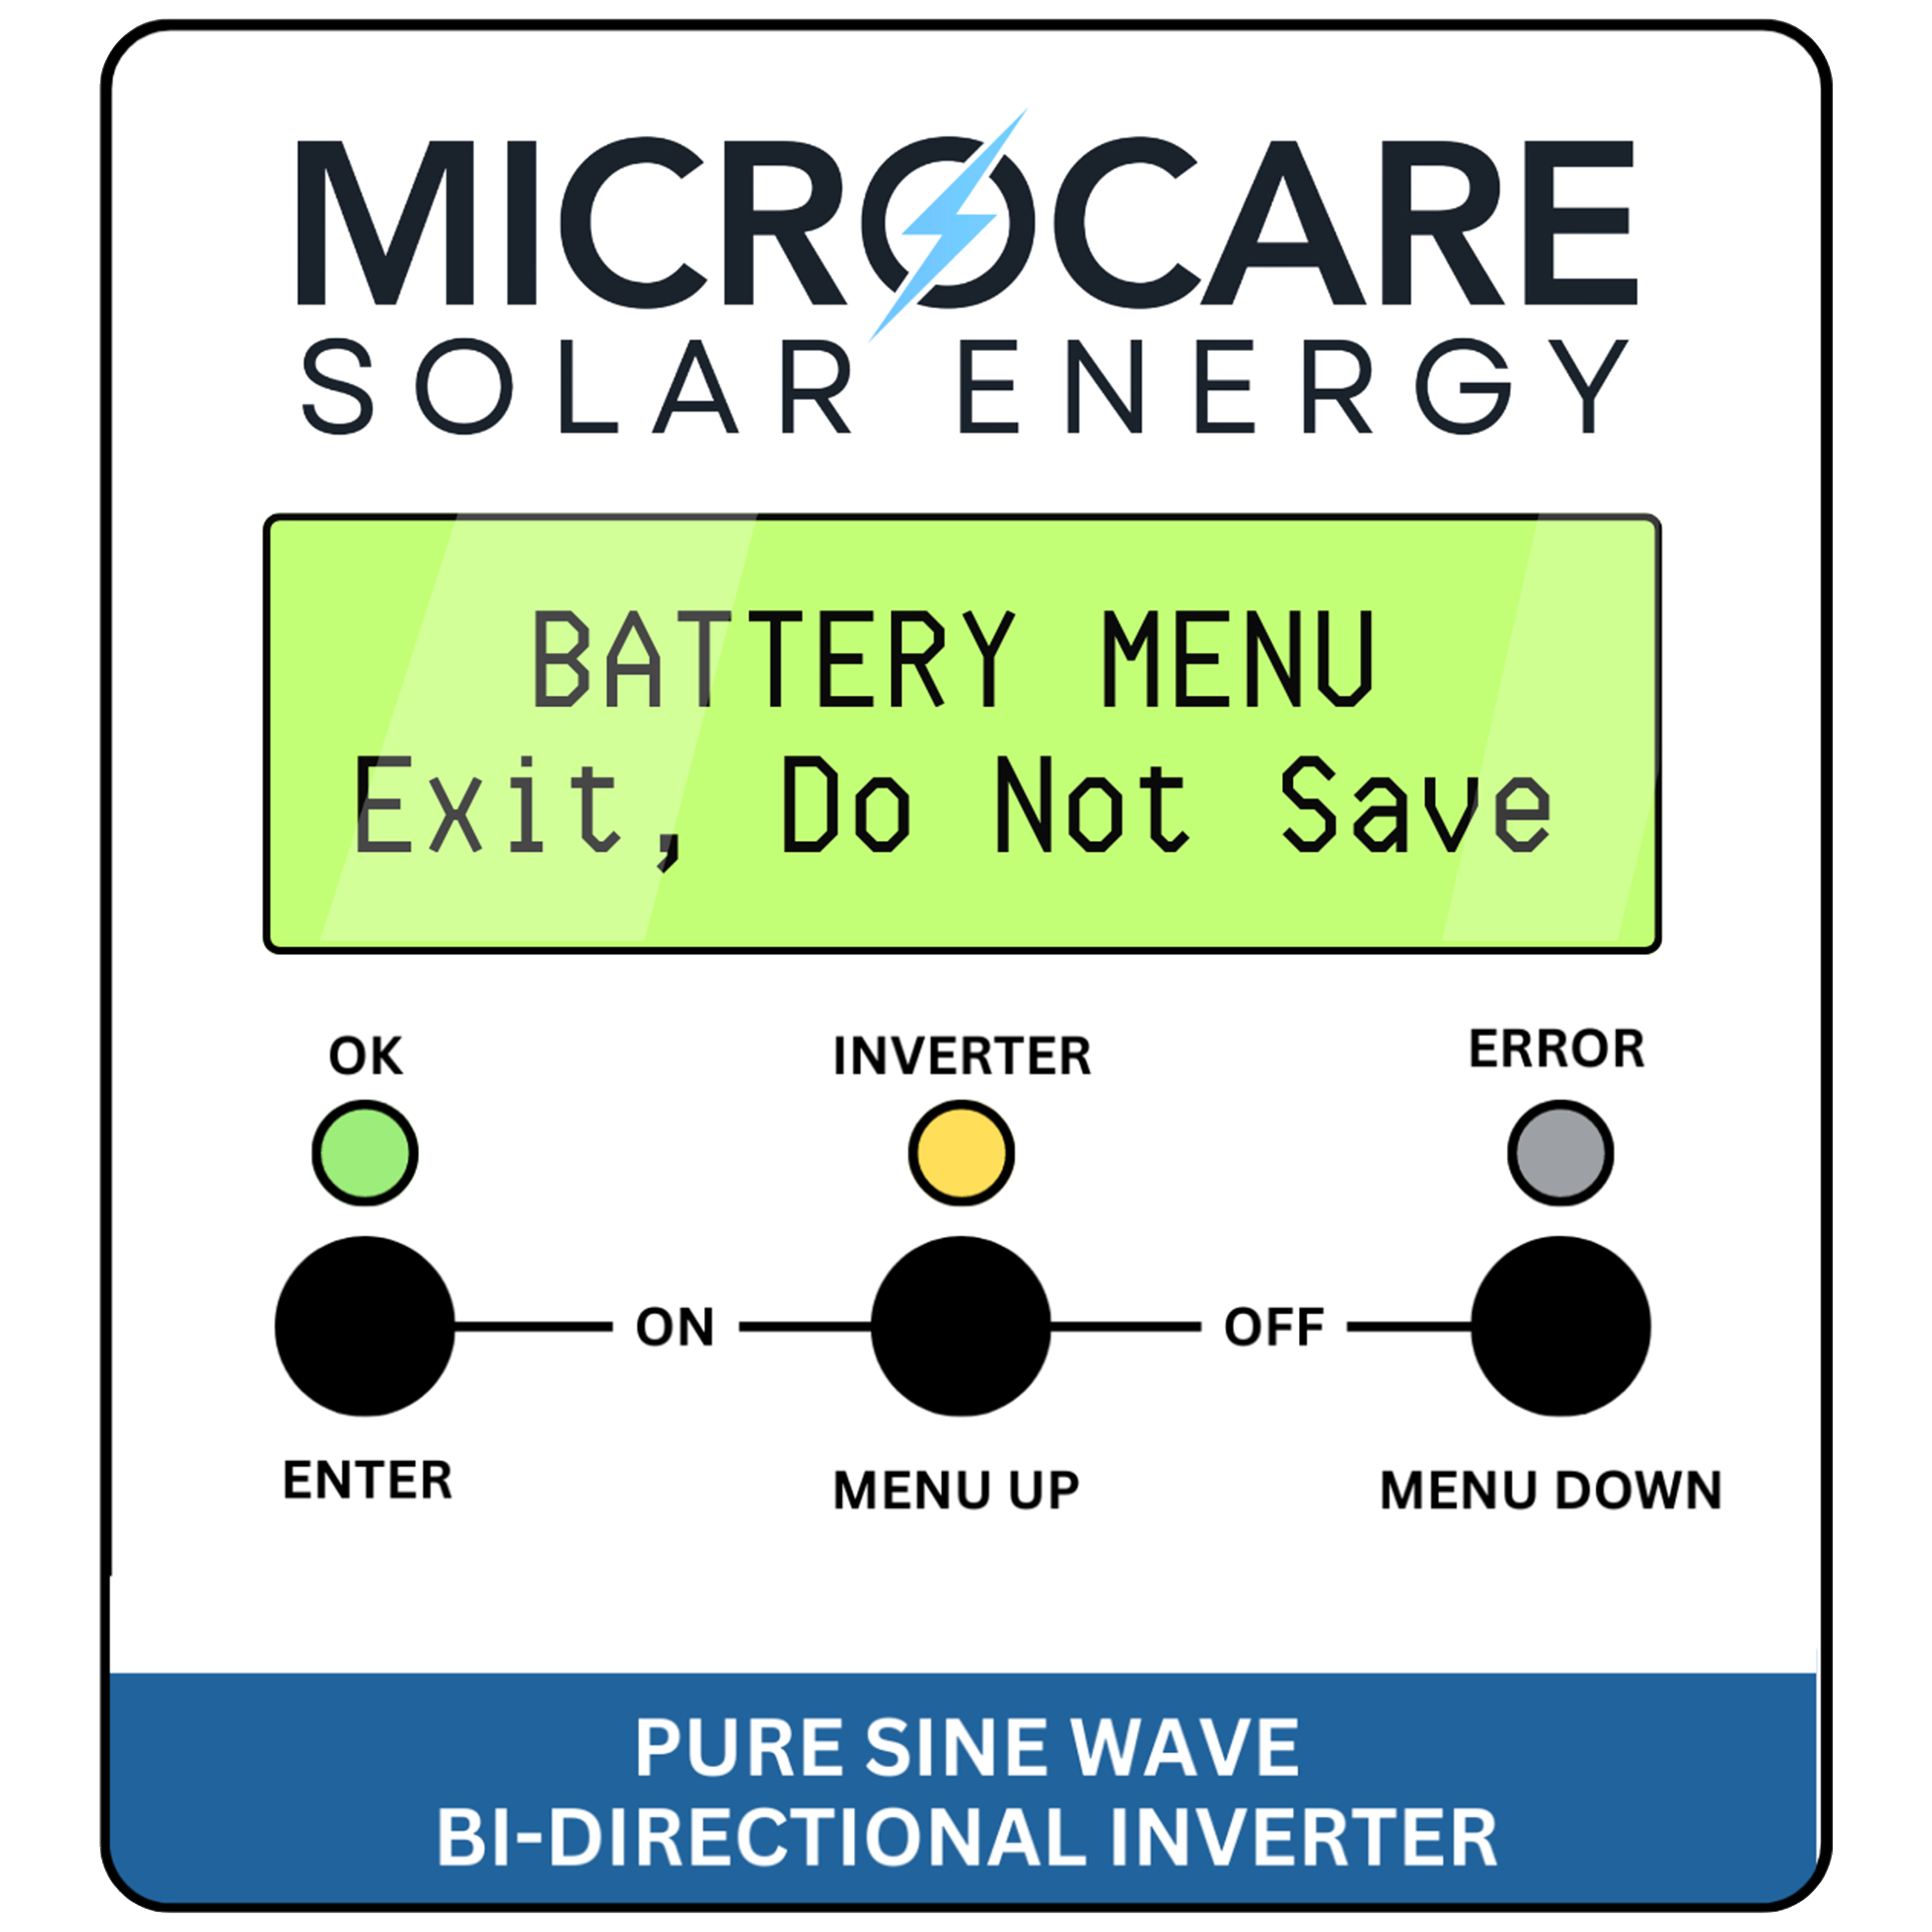 MICROCARE
SOLAR ENERGY
BATTERY MENU
Exit, Do Not Save
OK INVERTER ERROR
ON OFF
ENTER MENU UP MENU DOWN
PURE SINE WAVE
BI-DIRECTIONAL INVERTER